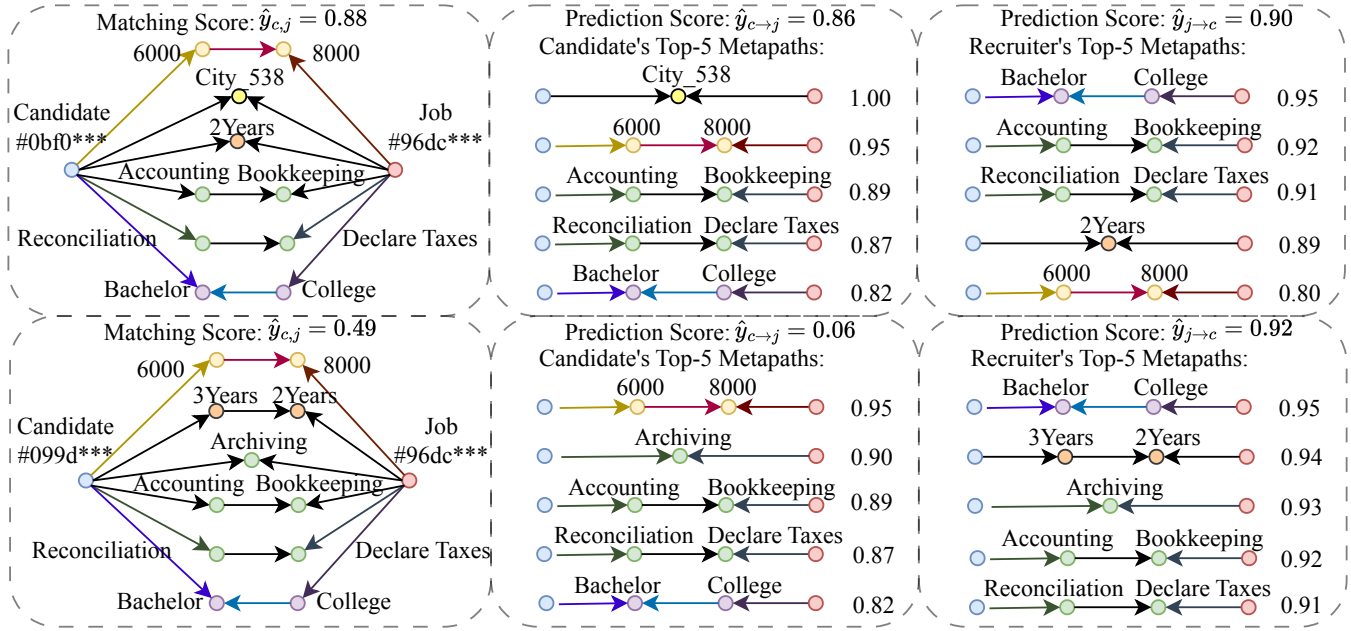 Matching Score: ŷ_{c,j} = 0.88
6000
8000
City_538
Candidate
#0bf0***
2Years
Job
#96dc***
Accounting
Bookkeeping
Reconciliation
Declare Taxes
Bachelor
College
Prediction Score: ŷ_{c→j} = 0.86
Candidate's Top-5 Metapaths:
City_538
1.00
6000 8000
0.95
Accounting Bookkeeping
0.89
Reconciliation Declare Taxes
0.87
Bachelor College
0.82
Prediction Score: ŷ_{j→c} = 0.90
Recruiter's Top-5 Metapaths:
Bachelor College
0.95
Accounting Bookkeeping
0.92
Reconciliation Declare Taxes
0.91
2Years
0.89
6000 8000
0.80
Matching Score: ŷ_{c,j} = 0.49
6000
8000
3Years 2Years
Candidate
#099d***
Archiving
Job
#96dc***
Accounting Bookkeeping
Reconciliation
Declare Taxes
Bachelor
College
Prediction Score: ŷ_{c→j} = 0.06
Candidate's Top-5 Metapaths:
6000 8000
0.95
Archiving
0.90
Accounting Bookkeeping
0.89
Reconciliation Declare Taxes
0.87
Bachelor College
0.82
Prediction Score: ŷ_{j→c} = 0.92
Recruiter's Top-5 Metapaths:
Bachelor College
0.95
3Years 2Years
0.94
Archiving
0.93
Accounting Bookkeeping
0.92
Reconciliation Declare Taxes
0.91